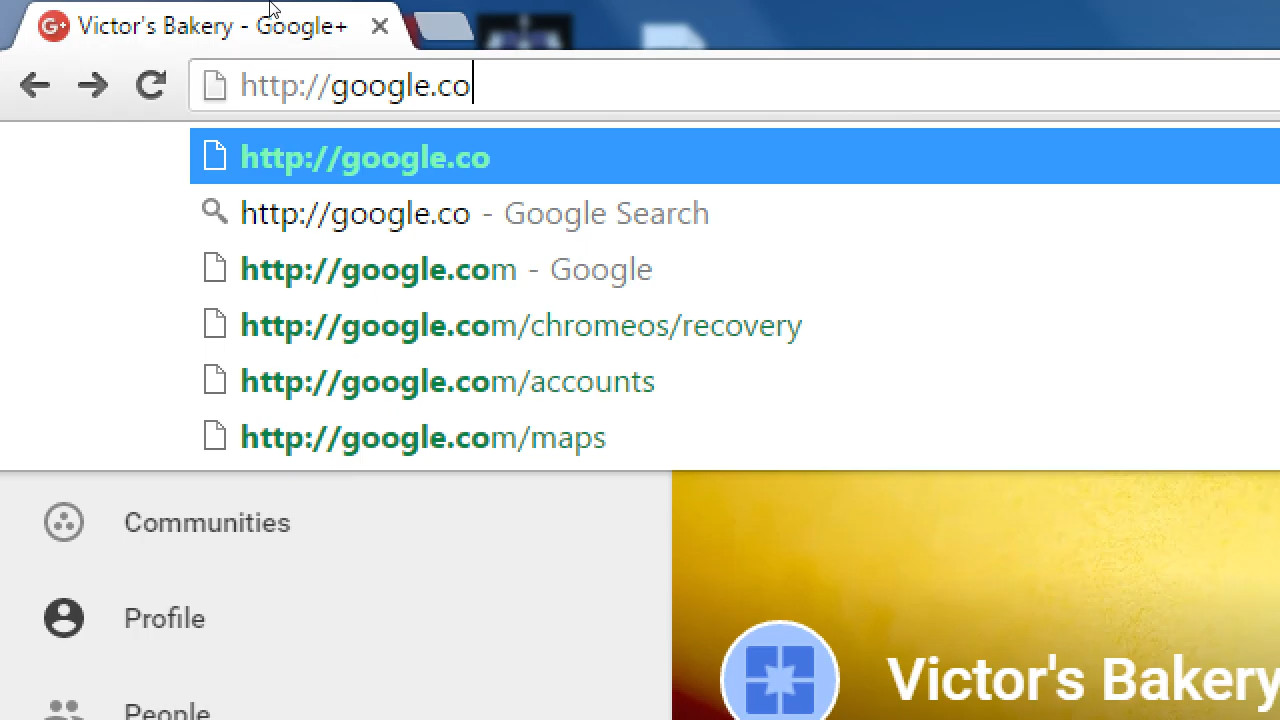 Victor's Bakery - Google+
http://google.co
http://google.co
http://google.co - Google Search
http://google.com - Google
http://google.com/chromeos/recovery
http://google.com/accounts
http://google.com/maps
Communities
Profile
People
Victor's Bakery